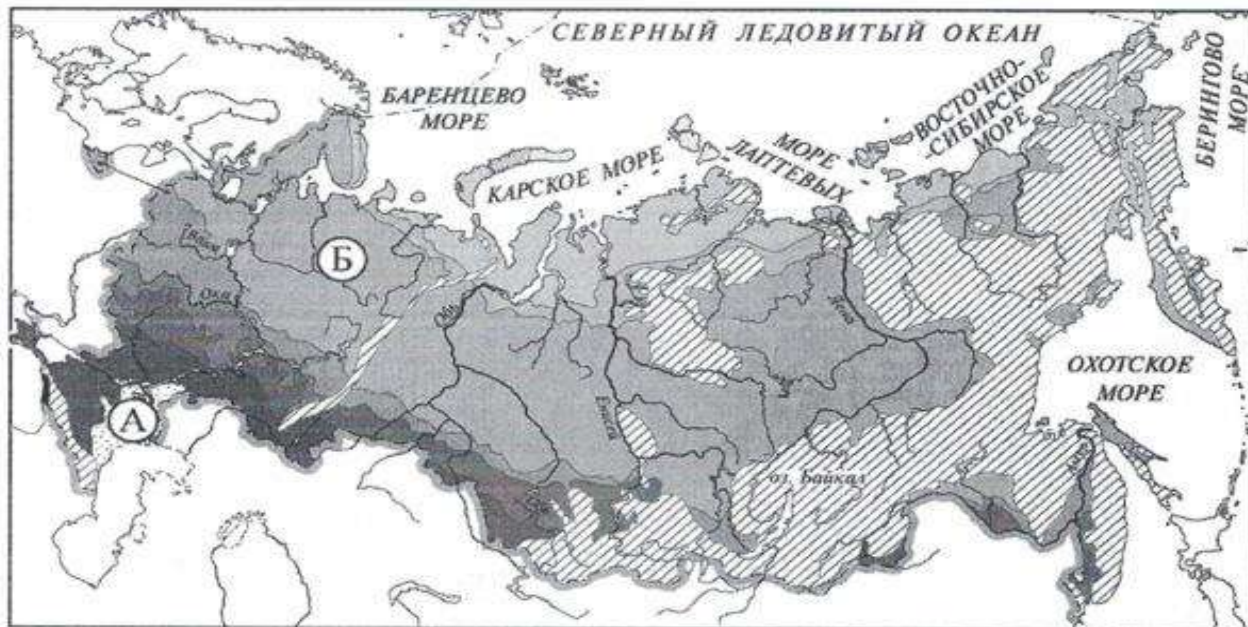 СЕВЕРНЫЙ ЛЕДОВИТЫЙ ОКЕАН
БАРЕНЦЕВО
МОРЕ
КАРСКОЕ МОРЕ
МОРЕ
ЛАПТЕВЫХ
ВОСТОЧНО-
-СИБИРСКОЕ
МОРЕ
БЕРИНГОВО
МОРЕ
Б
Ока
Обь
Лена
Енисей
ОХОТСКОЕ
МОРЕ
А
оз. Байкал
Амур